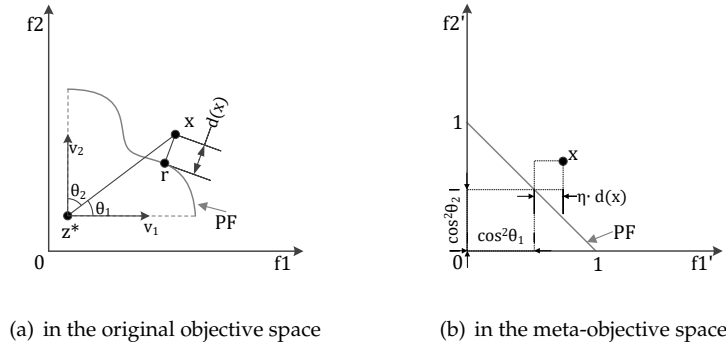 f2
x
d(x)
v2
r
θ2
θ1
z*
v1
PF
0
f1
(a) in the original objective space
f2'
1
x
η· d(x)
cos²θ2
cos²θ1
PF
0
1
f1'
(b) in the meta-objective space